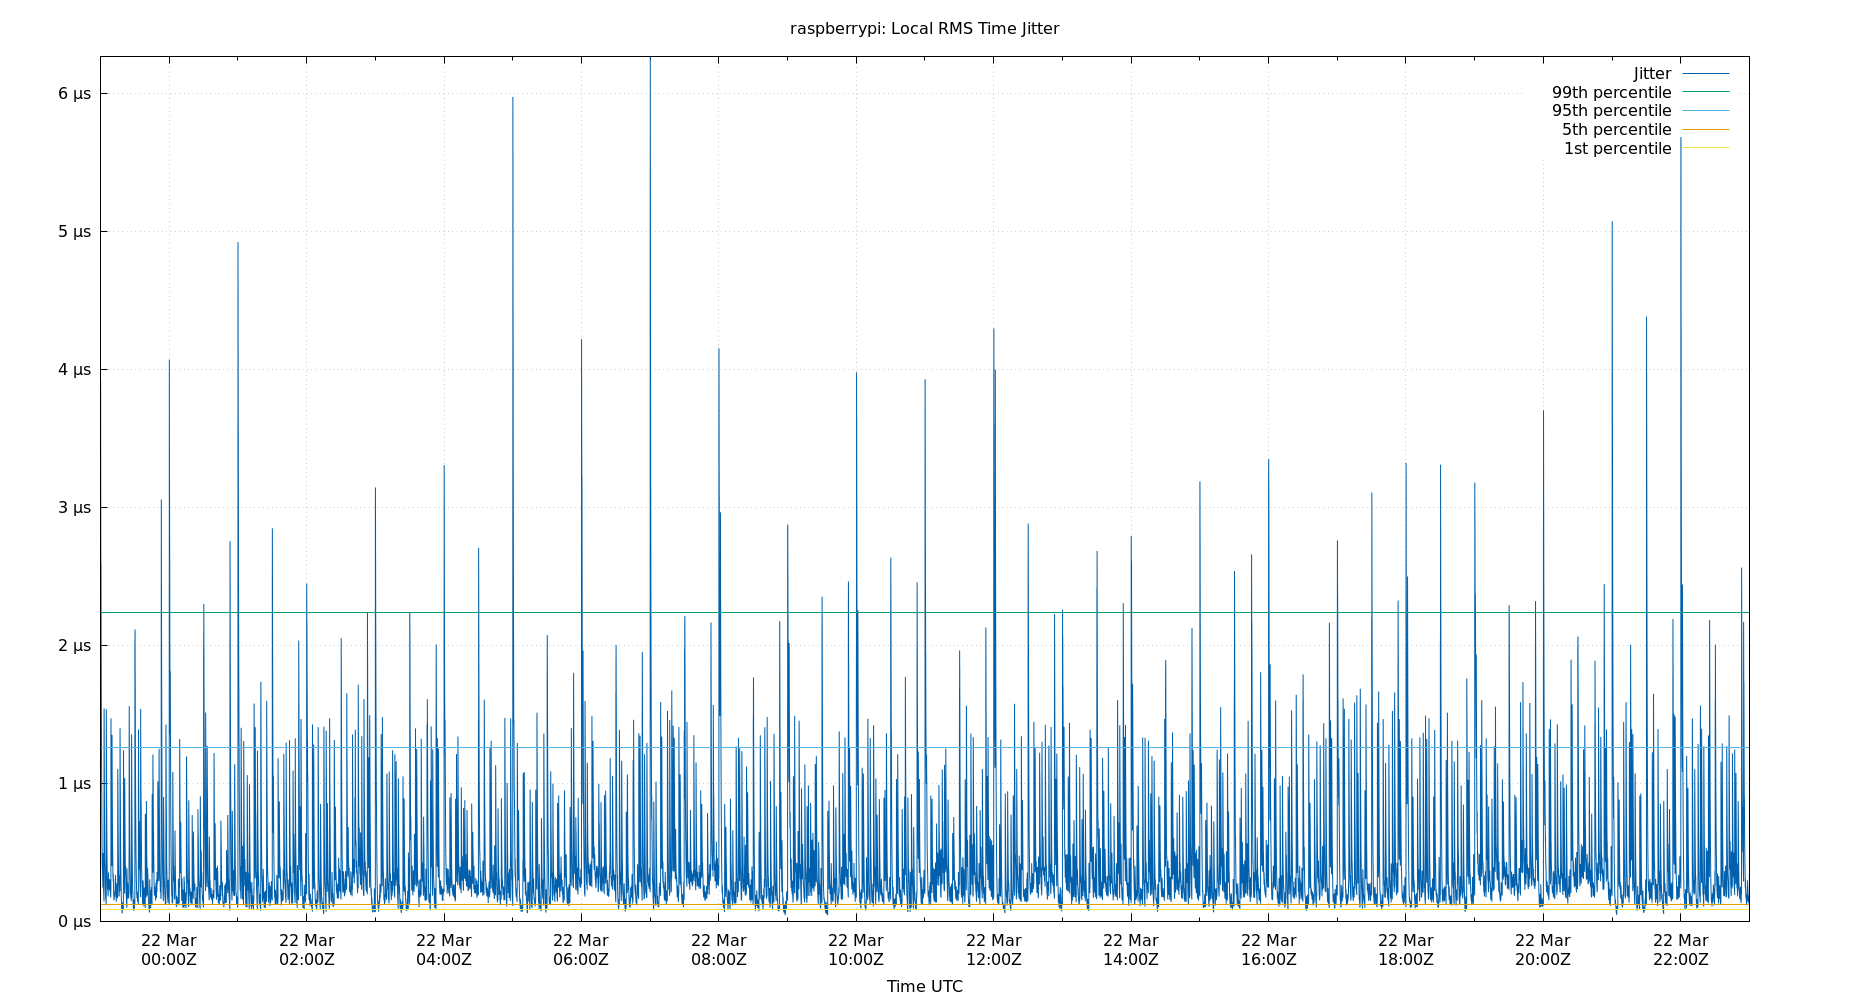 raspberrypi: Local RMS Time Jitter
Jitter
99th percentile
95th percentile
5th percentile
1st percentile
6 µs
5 µs
4 µs
3 µs
2 µs
1 µs
0 µs
22 Mar 22 Mar 22 Mar 22 Mar 22 Mar 22 Mar 22 Mar 22 Mar 22 Mar 22 Mar 22 Mar 22 Mar
00:00Z 02:00Z 04:00Z 06:00Z 08:00Z 10:00Z 12:00Z 14:00Z 16:00Z 18:00Z 20:00Z 22:00Z
Time UTC